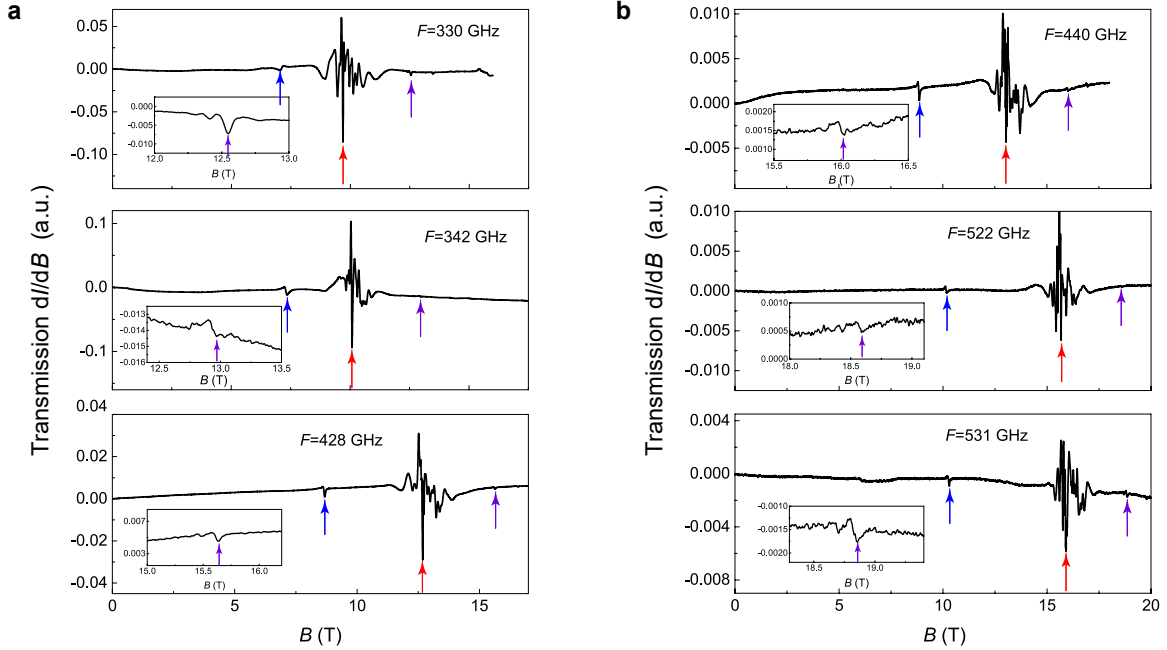 a
Transmission dI/dB (a.u.)
F=330 GHz
0.05
0.00
-0.05
-0.10
0.000
-0.005
-0.010
12.0 12.5 13.0
B (T)
F=342 GHz
0.1
0.0
-0.1
-0.013
-0.014
-0.015
-0.016
12.5 13.0 13.5
B (T)
F=428 GHz
0.04
0.02
0.00
-0.02
-0.04
0.007
0.003
15.0 15.5 16.0
B (T)
0 5 10 15
B (T)
b
Transmission dI/dB (a.u.)
F=440 GHz
0.010
0.005
0.000
-0.005
0.0020
0.0015
0.0010
15.5 16.0 16.5
B (T)
F=522 GHz
0.010
0.005
0.000
-0.005
-0.010
0.0010
0.0005
0.0000
18.0 18.5 19.0
B (T)
F=531 GHz
0.004
0.000
-0.004
-0.008
-0.0010
-0.0015
-0.0020
18.5 19.0
B (T)
0 5 10 15 20
B (T)